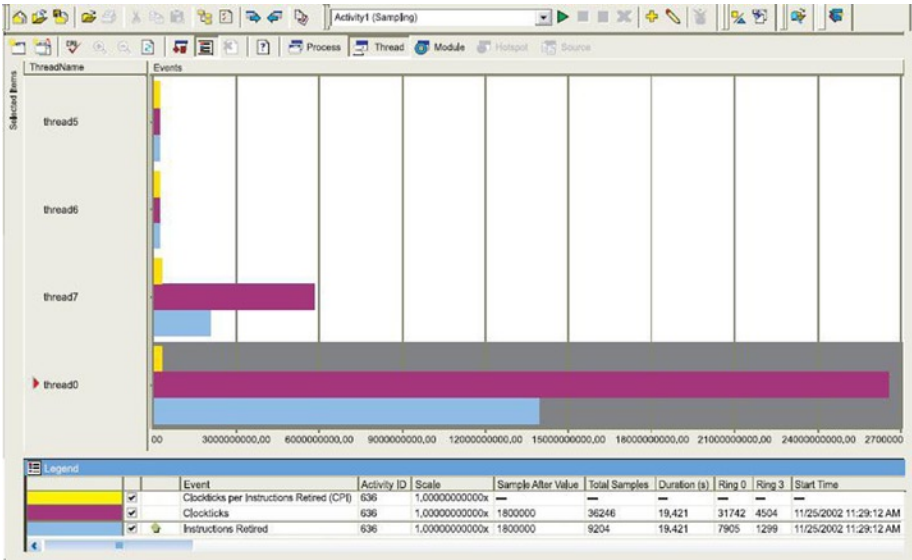 Activity1 (Sampling)
Process Thread Module Hotspot Source
Selected Items
ThreadName Events
thread5
thread6
thread7
thread0
00 3000000000,00 6000000000,00 9000000000,00 12000000000,00 15000000000,00 18000000000,00 21000000000,00 24000000000,00 2700000
Legend
Event Activity ID Scale Sample After Value Total Samples Duration (s) Ring 0 Ring 3 Start Time
Clockticks per Instructions Retired (CPI) 636 1,00000000000x — — — — — —
Clockticks 636 1,00000000000x 1800000 36246 19,421 31742 4504 11/25/2002 11:29:12 AM
Instructions Retired 636 1,00000000000x 1800000 9204 19.421 7905 1299 11/25/2002 11:29:12 AM